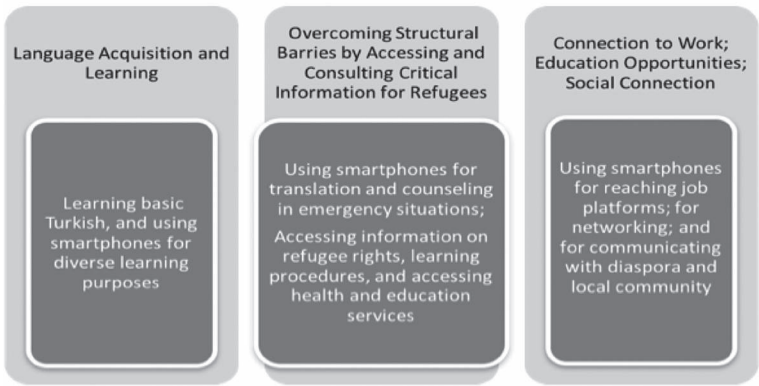 Language Acquisition and
Learning
Learning basic
Turkish, and using
smartphones for
diverse learning
purposes
Overcoming Structural
Barries by Accessing and
Consulting Critical
Information for Refugees
Using smartphones for
translation and counseling
in emergency situations;
Accessing information on
refugee rights, learning
procedures, and accessing
health and education
services
Connection to Work;
Education Opportunities;
Social Connection
Using smartphones
for reaching job
platforms; for
networking; and
for communicating
with diaspora and
local community